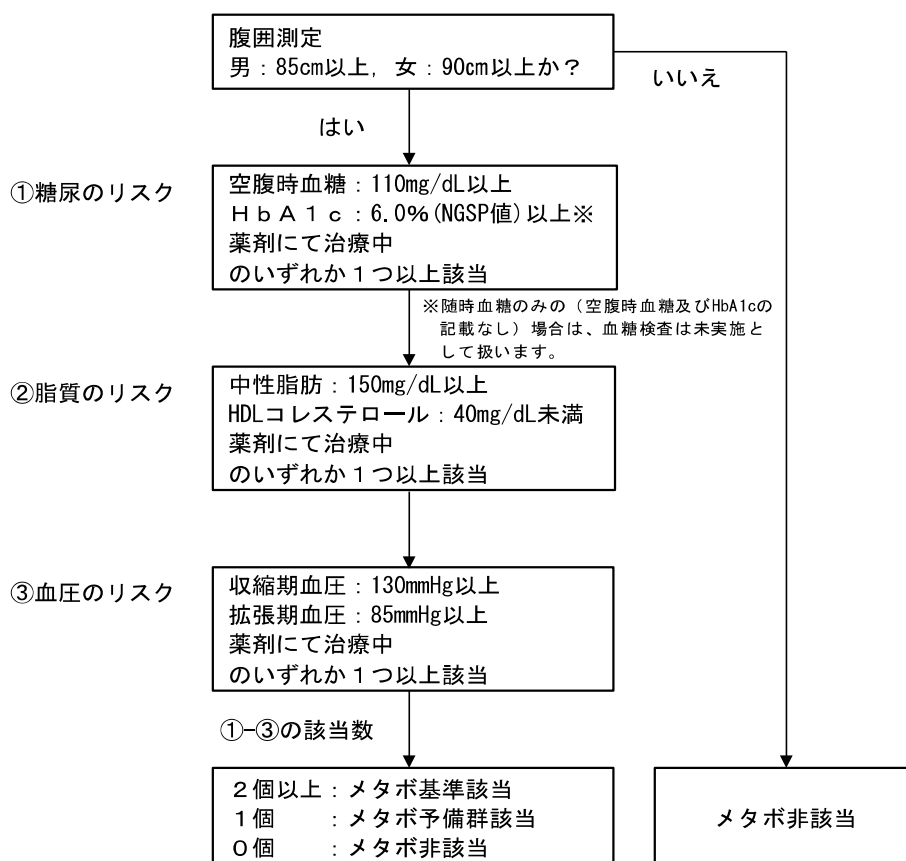 腹囲測定
男：85cm以上，女：90cm以上か？
いいえ
はい
①糖尿のリスク
空腹時血糖：110mg/dL以上
ＨｂＡ１ｃ：6.0%(NGSP値)以上※
薬剤にて治療中
のいずれか１つ以上該当
※随時血糖のみの（空腹時血糖及びHbA1cの
記載なし）場合は、血糖検査は未実施と
して扱います。
②脂質のリスク
中性脂肪：150mg/dL以上
HDLコレステロール：40mg/dL未満
薬剤にて治療中
のいずれか１つ以上該当
③血圧のリスク
収縮期血圧：130mmHg以上
拡張期血圧：85mmHg以上
薬剤にて治療中
のいずれか１つ以上該当
①-③の該当数
２個以上：メタボ基準該当
１個　　：メタボ予備群該当
０個　　：メタボ非該当
メタボ非該当